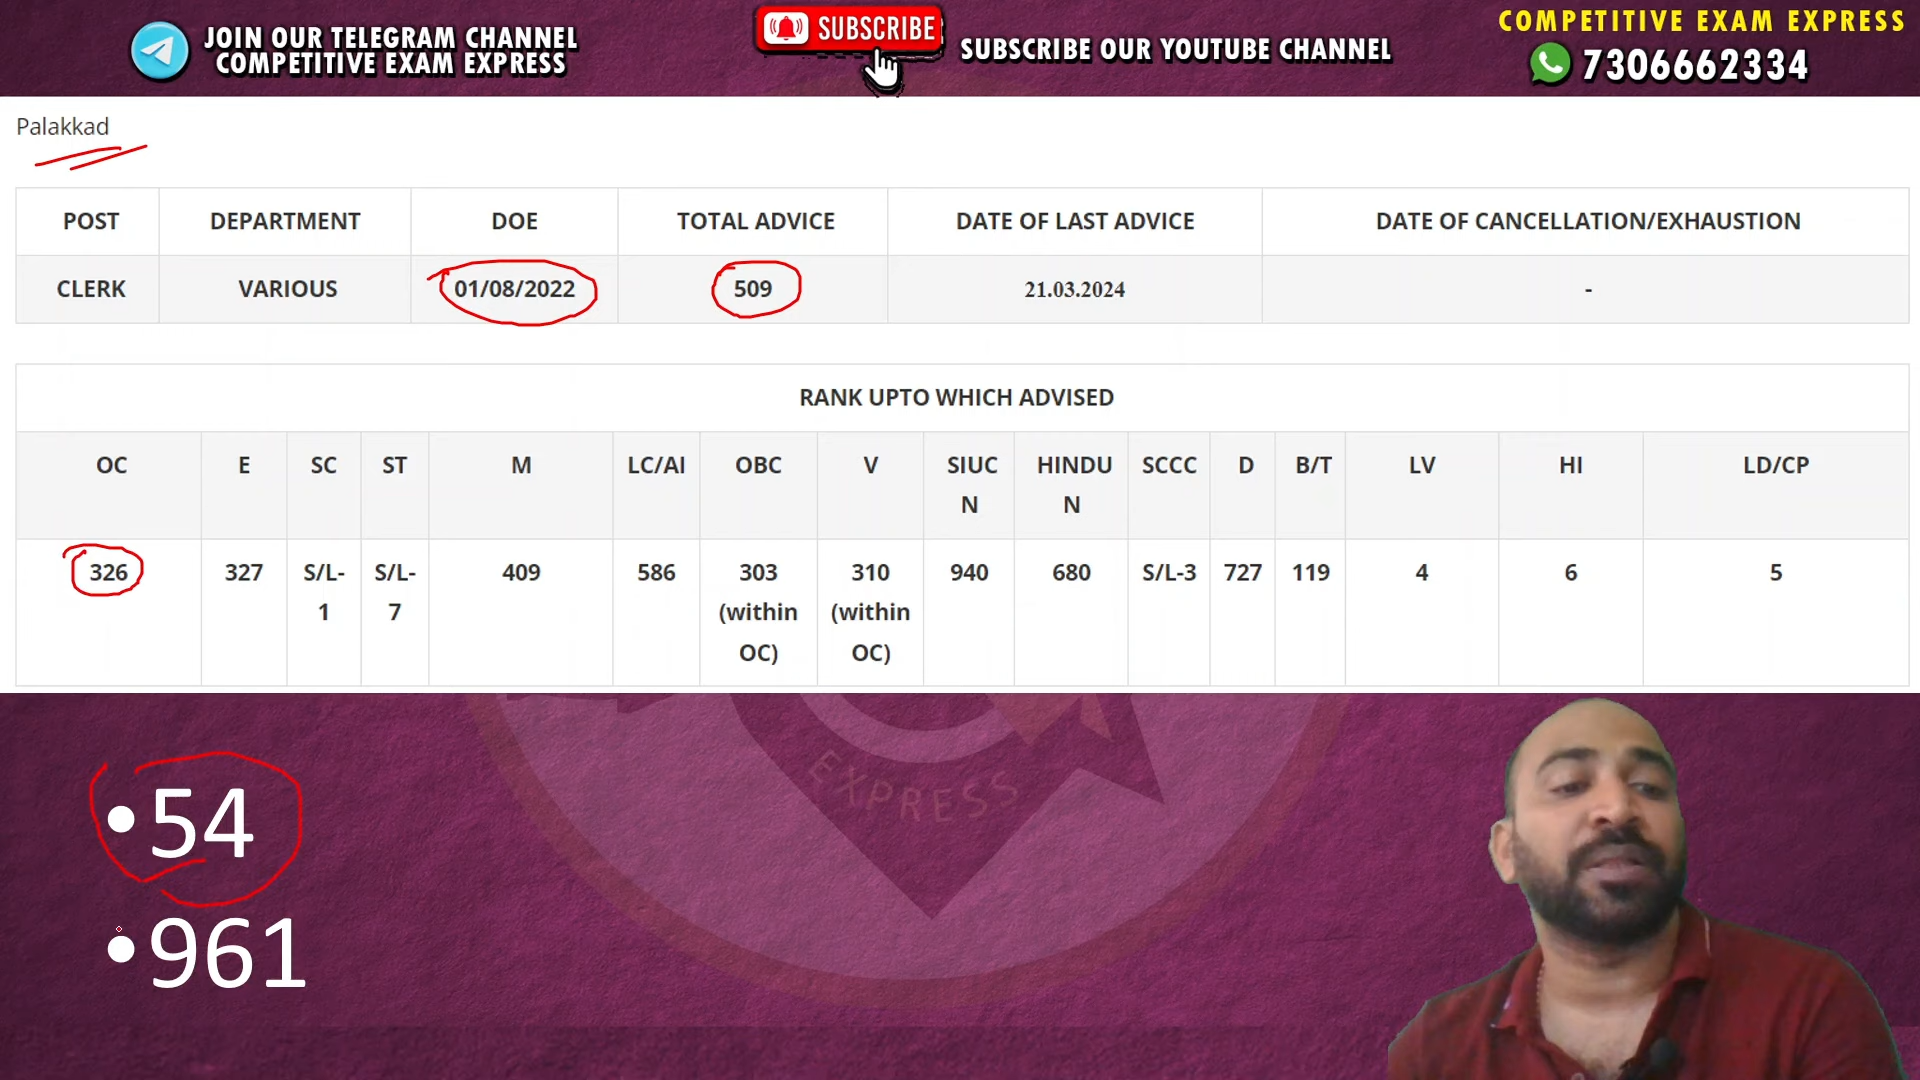 JOIN OUR TELEGRAM CHANNEL
COMPETITIVE EXAM EXPRESS
SUBSCRIBE
SUBSCRIBE OUR YOUTUBE CHANNEL
COMPETITIVE EXAM EXPRESS
7306662334
Palakkad
POST DEPARTMENT DOE TOTAL ADVICE DATE OF LAST ADVICE DATE OF CANCELLATION/EXHAUSTION
CLERK VARIOUS 01/08/2022 509 21.03.2024 -
RANK UPTO WHICH ADVISED
OC E SC ST M LC/AI OBC V SIUC N HINDU N SCCC D B/T LV HI LD/CP
326 327 S/L-1 S/L-7 409 586 303 (within OC) 310 (within OC) 940 680 S/L-3 727 119 4 6 5
EXPRESS
•54
•961